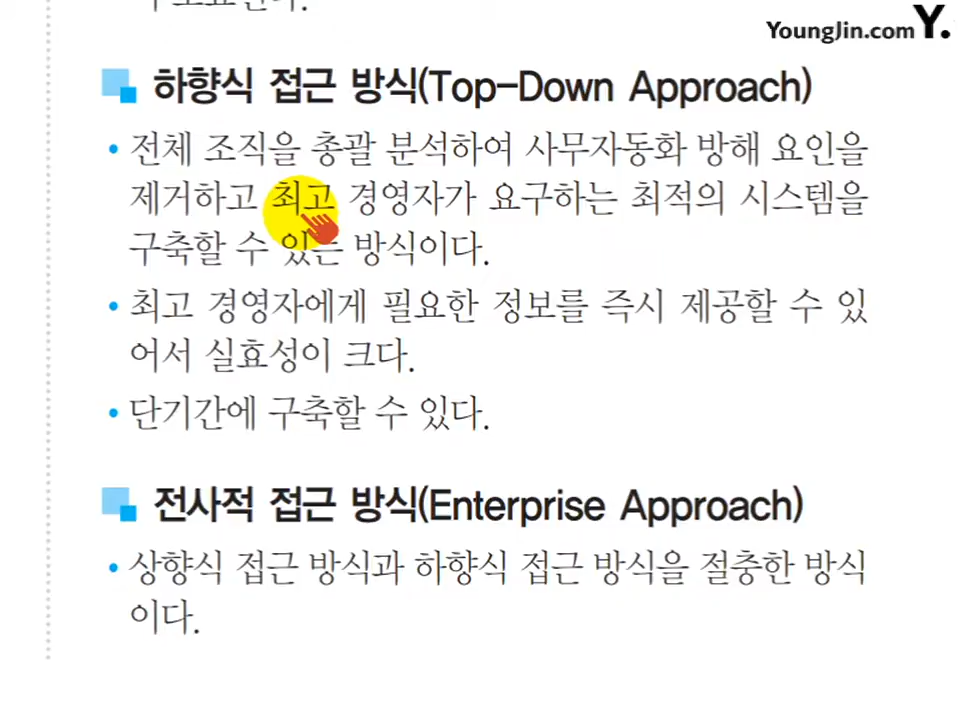 YoungJin.com Y.
하향식 접근 방식(Top-Down Approach)
• 전체 조직을 총괄 분석하여 사무자동화 방해 요인을
제거하고 최고 경영자가 요구하는 최적의 시스템을
구축할 수 있는 방식이다.
• 최고 경영자에게 필요한 정보를 즉시 제공할 수 있
어서 실효성이 크다.
• 단기간에 구축할 수 있다.
전사적 접근 방식(Enterprise Approach)
• 상향식 접근 방식과 하향식 접근 방식을 절충한 방식
이다.